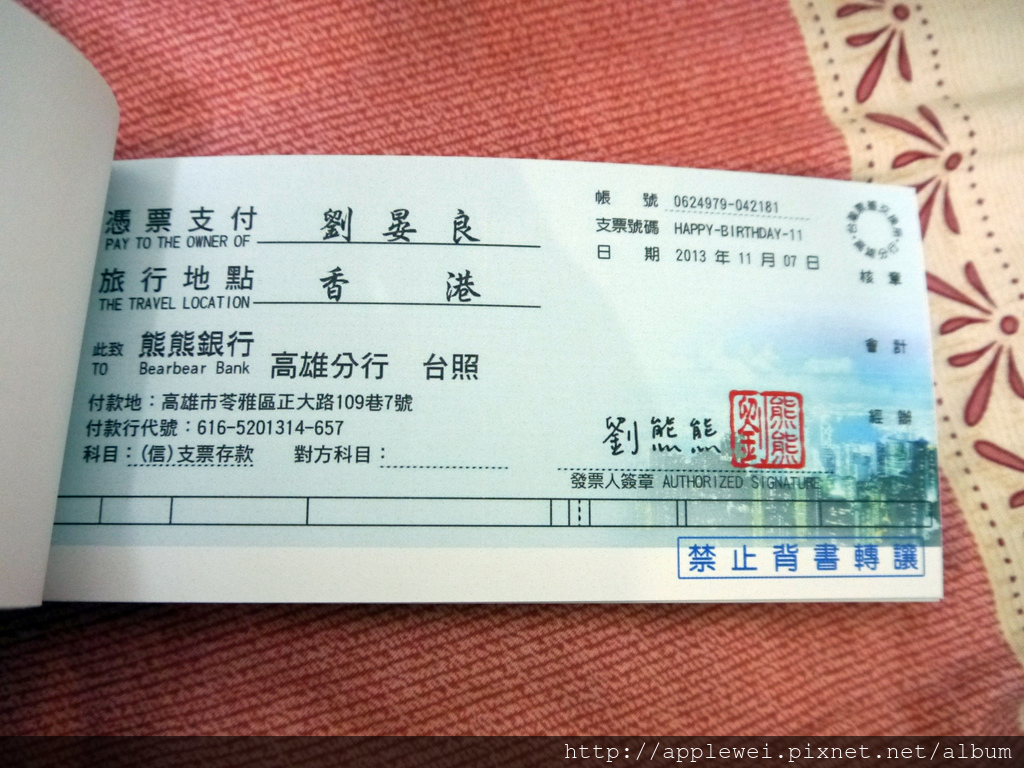 憑票支付 劉晏良
PAY TO THE OWNER OF
旅行地點 香港
THE TRAVEL LOCATION
此致 熊熊銀行 高雄分行 台照
TO Bearbear Bank
付款地：高雄市苓雅區正大路109巷7號
付款行代號：616-5201314-657
科目：(信)支票存款 對方科目：
帳 號 0624979-042181
支票號碼 HAPPY-BIRTHDAY-11
日 期 2013 年 11 月 07 日
核 章
會 計
經 辦
劉熊熊
劉熊熊
發票人簽章 AUTHORIZED SIGNATURE
禁止背書轉讓
http://applewei.pixnet.net/album